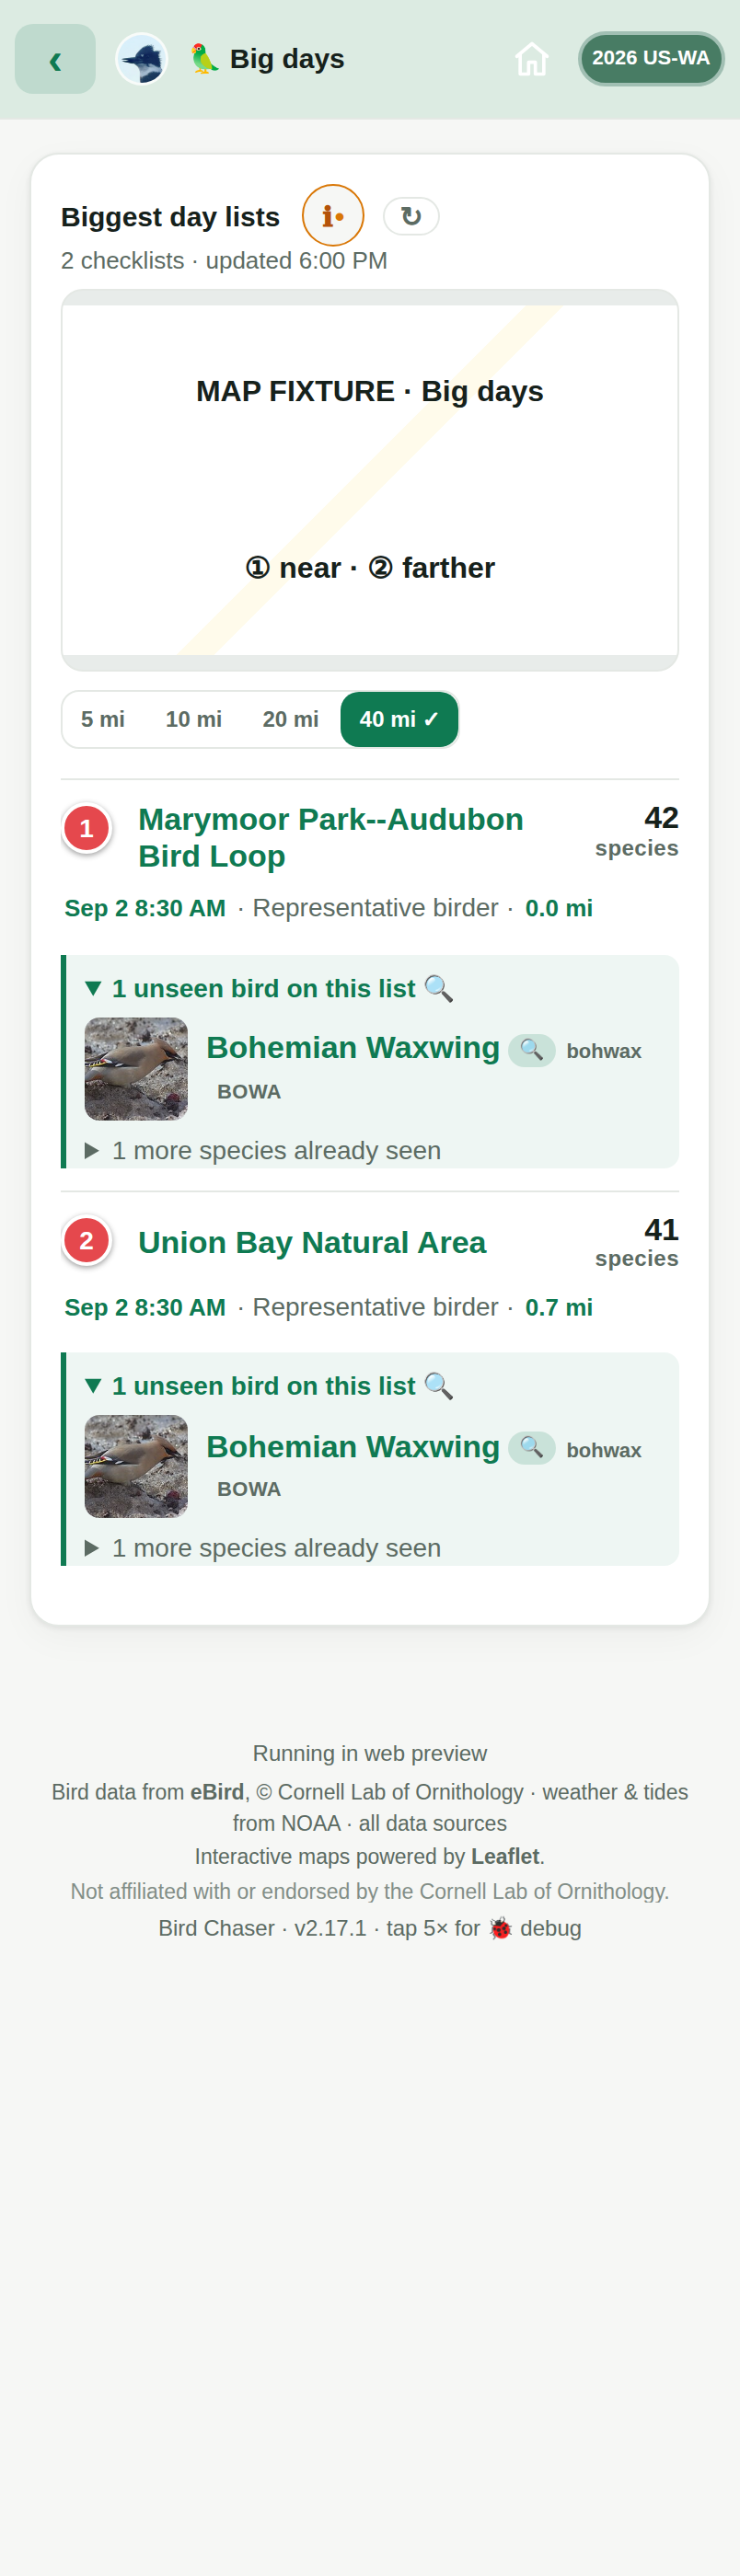 ‹ 🦜 Big days 2026 US-WA
Biggest day lists ℹ• ↻
2 checklists · updated 6:00 PM
MAP FIXTURE · Big days
① near · ② farther
5 mi 10 mi 20 mi 40 mi ✓
1 Marymoor Park--Audubon 42
Bird Loop species
Sep 2 8:30 AM · Representative birder · 0.0 mi
▼ 1 unseen bird on this list 🔍
Bohemian Waxwing 🔍 bohwax
BOWA
▶ 1 more species already seen
2 Union Bay Natural Area 41
species
Sep 2 8:30 AM · Representative birder · 0.7 mi
▼ 1 unseen bird on this list 🔍
Bohemian Waxwing 🔍 bohwax
BOWA
▶ 1 more species already seen
Running in web preview
Bird data from eBird, © Cornell Lab of Ornithology · weather & tides
from NOAA · all data sources
Interactive maps powered by Leaflet.
Not affiliated with or endorsed by the Cornell Lab of Ornithology.
Bird Chaser · v2.17.1 · tap 5× for 🐞 debug